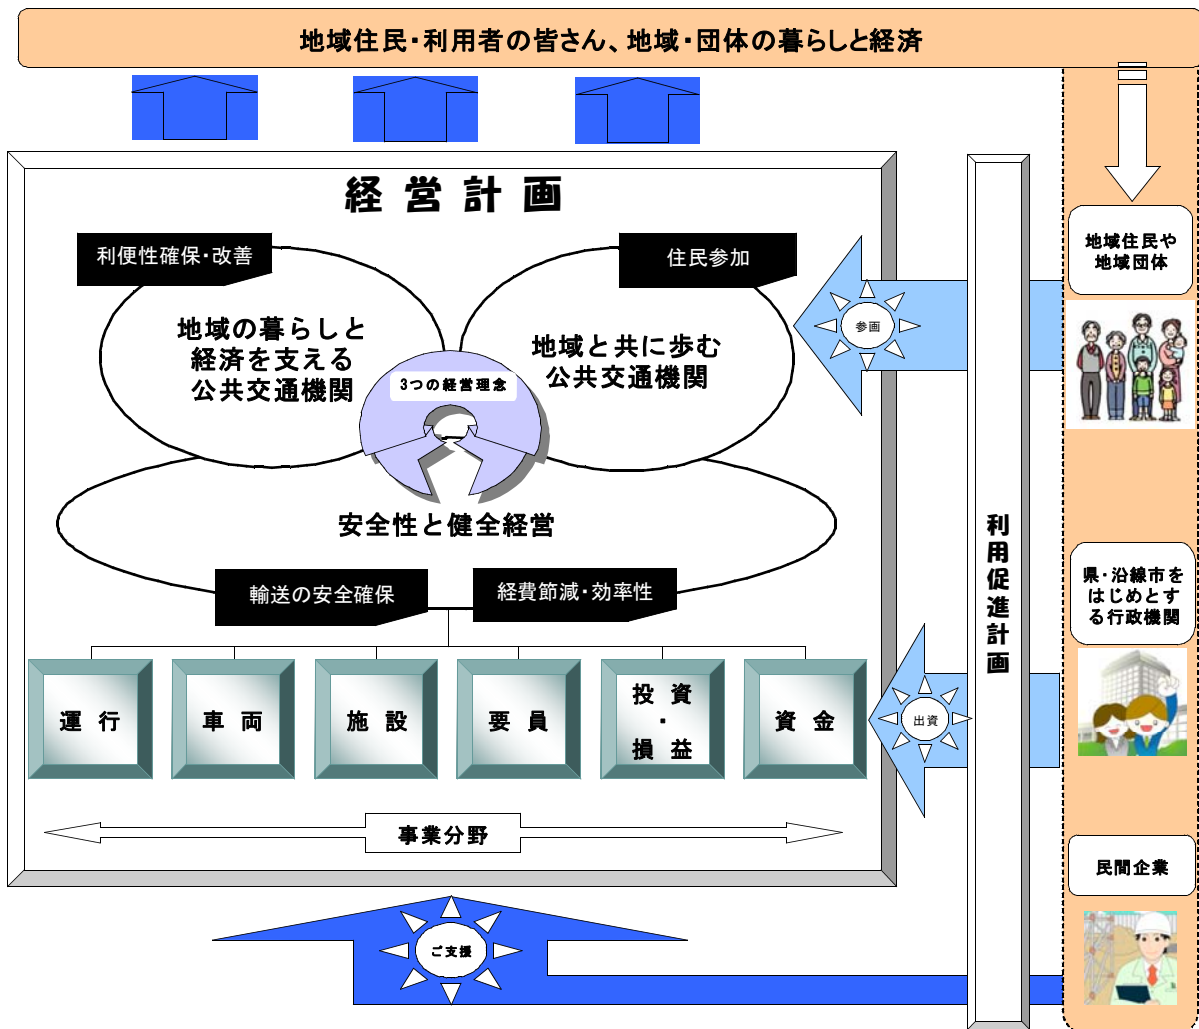 地域住民・利用者の皆さん、地域・団体の暮らしと経済
経営計画
利便性確保・改善
住民参加
地域の暮らしと
経済を支える
公共交通機関
地域と共に歩む
公共交通機関
3つの経営理念
安全性と健全経営
輸送の安全確保
経費節減・効率性
運行
車両
施設
要員
投資
・
損益
資金
事業分野
利用促進計画
参画
出資
ご支援
地域住民や
地域団体
県・沿線市を
はじめとす
る行政機関
民間企業